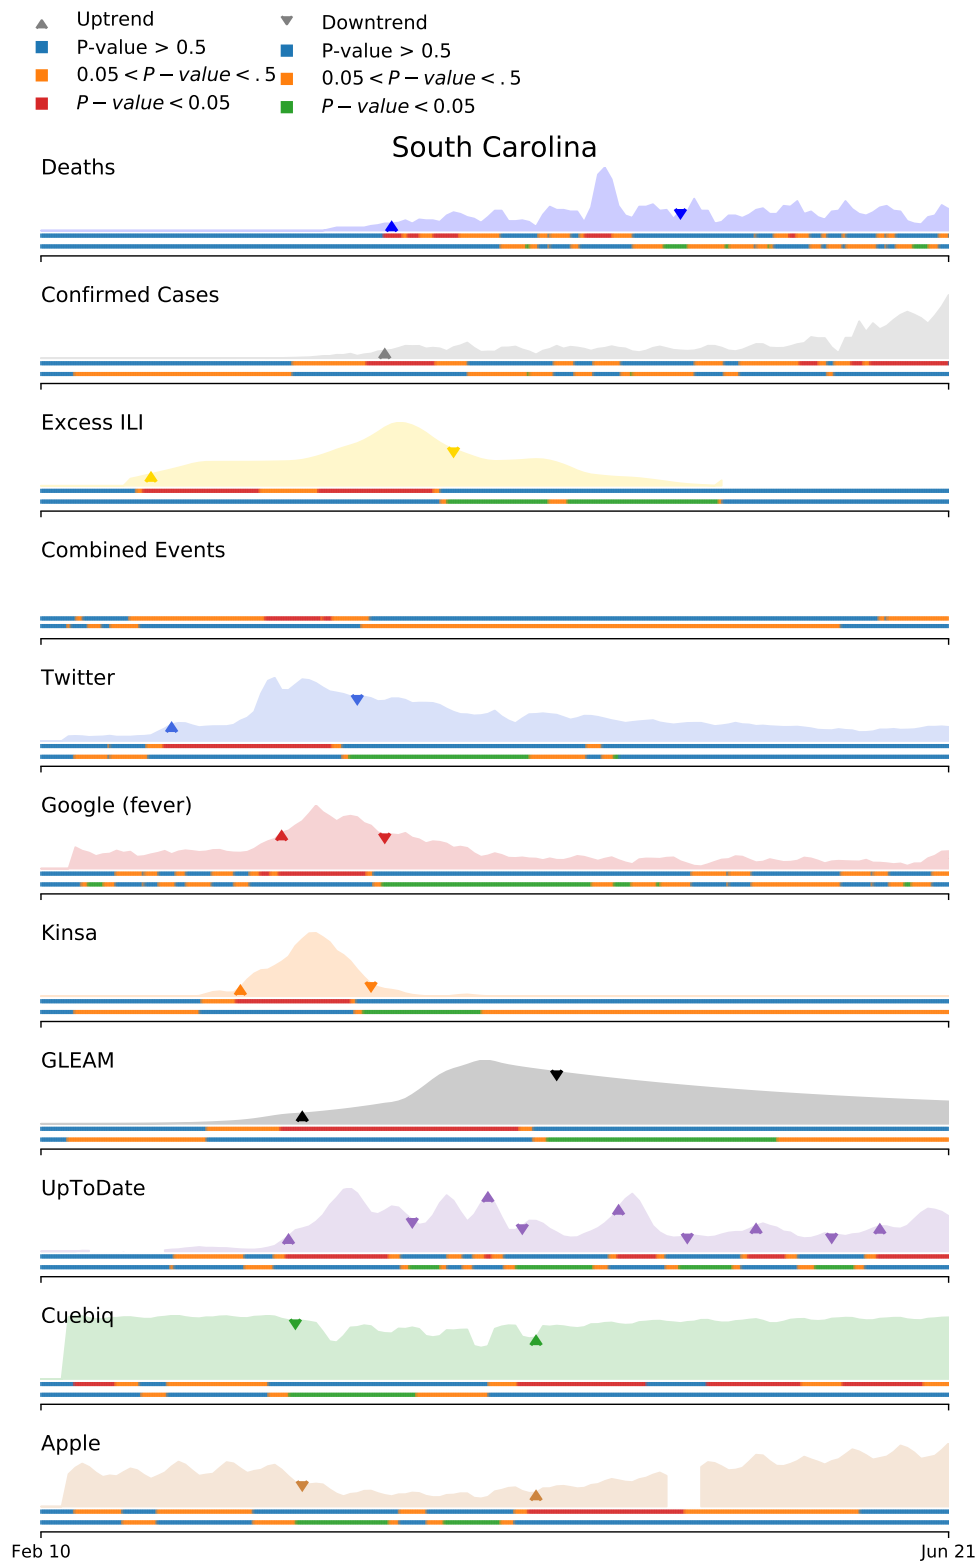 Uptrend
P-value > 0.5
0.05 < P − value < .5
P − value < 0.05
Downtrend
P-value > 0.5
0.05 < P − value < .5
P − value < 0.05
South Carolina
Deaths
Confirmed Cases
Excess ILI
Combined Events
Twitter
Google (fever)
Kinsa
GLEAM
UpToDate
Cuebiq
Apple
Feb 10
Jun 21